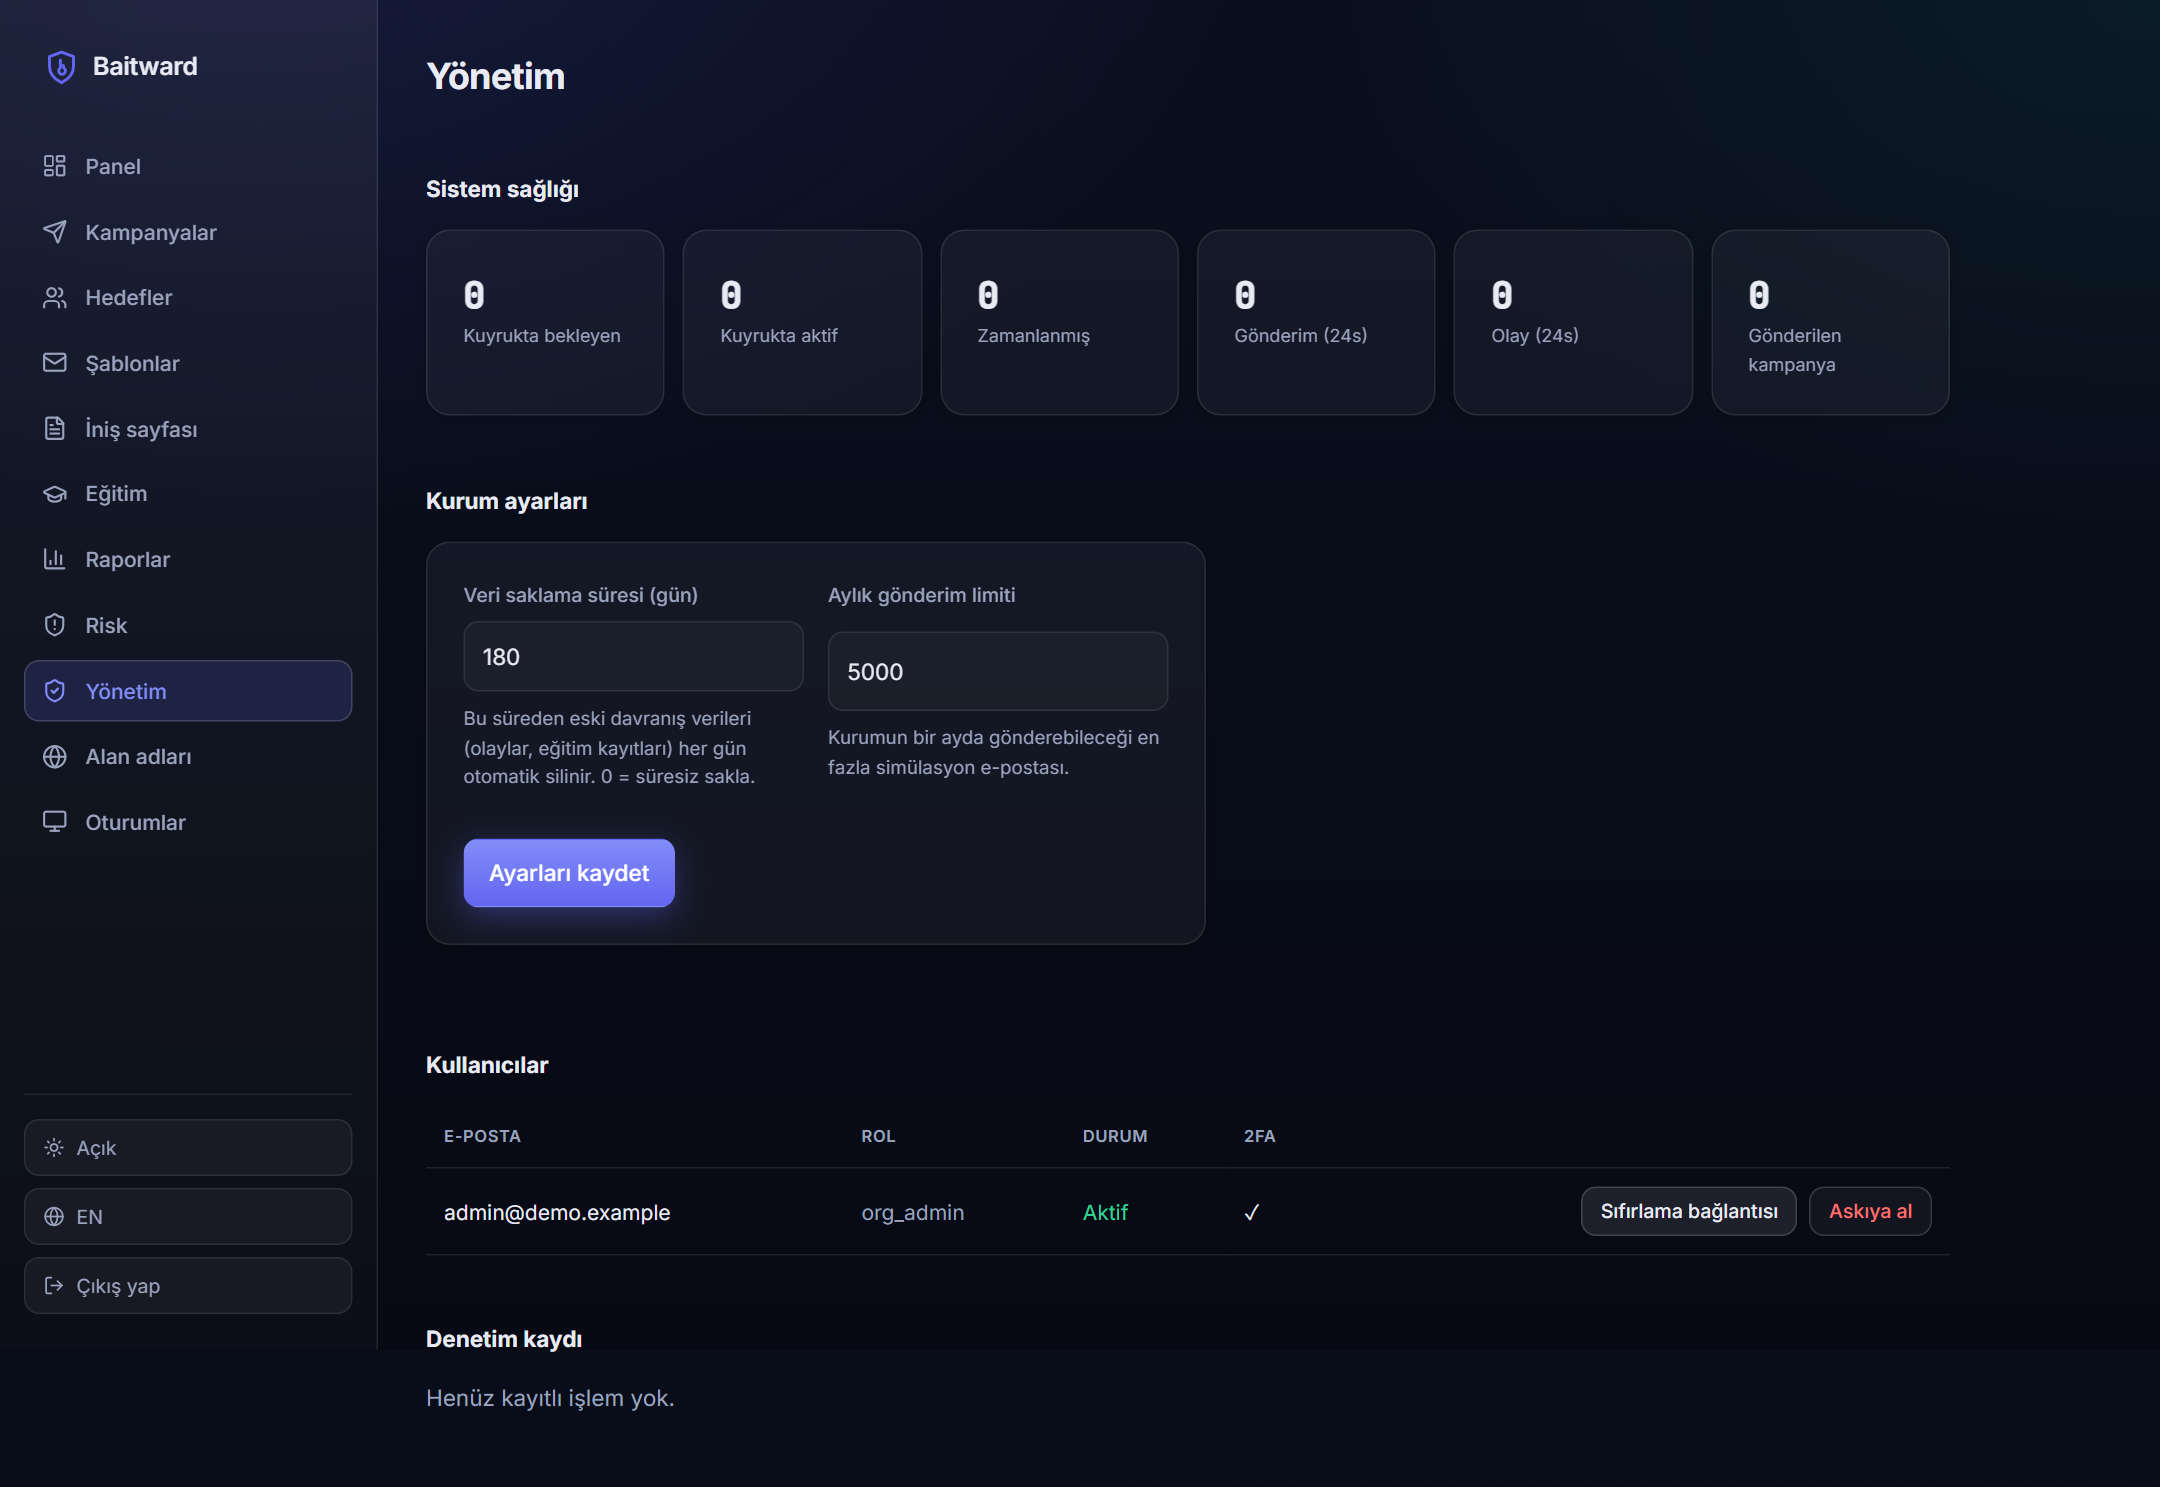 Baitward
Panel
Kampanyalar
Hedefler
Şablonlar
İniş sayfası
Eğitim
Raporlar
Risk
Yönetim
Alan adları
Oturumlar
Açık
EN
Çıkış yap
Yönetim
Sistem sağlığı
0
Kuyrukta bekleyen
0
Kuyrukta aktif
0
Zamanlanmış
0
Gönderim (24s)
0
Olay (24s)
0
Gönderilen
kampanya
Kurum ayarları
Veri saklama süresi (gün)
180
Bu süreden eski davranış verileri
(olaylar, eğitim kayıtları) her gün
otomatik silinir. 0 = süresiz sakla.
Aylık gönderim limiti
5000
Kurumun bir ayda gönderebileceği en
fazla simülasyon e-postası.
Ayarları kaydet
Kullanıcılar
E-POSTA ROL DURUM 2FA
admin@demo.example org_admin Aktif ✓ Sıfırlama bağlantısı Askıya al
Denetim kaydı
Henüz kayıtlı işlem yok.